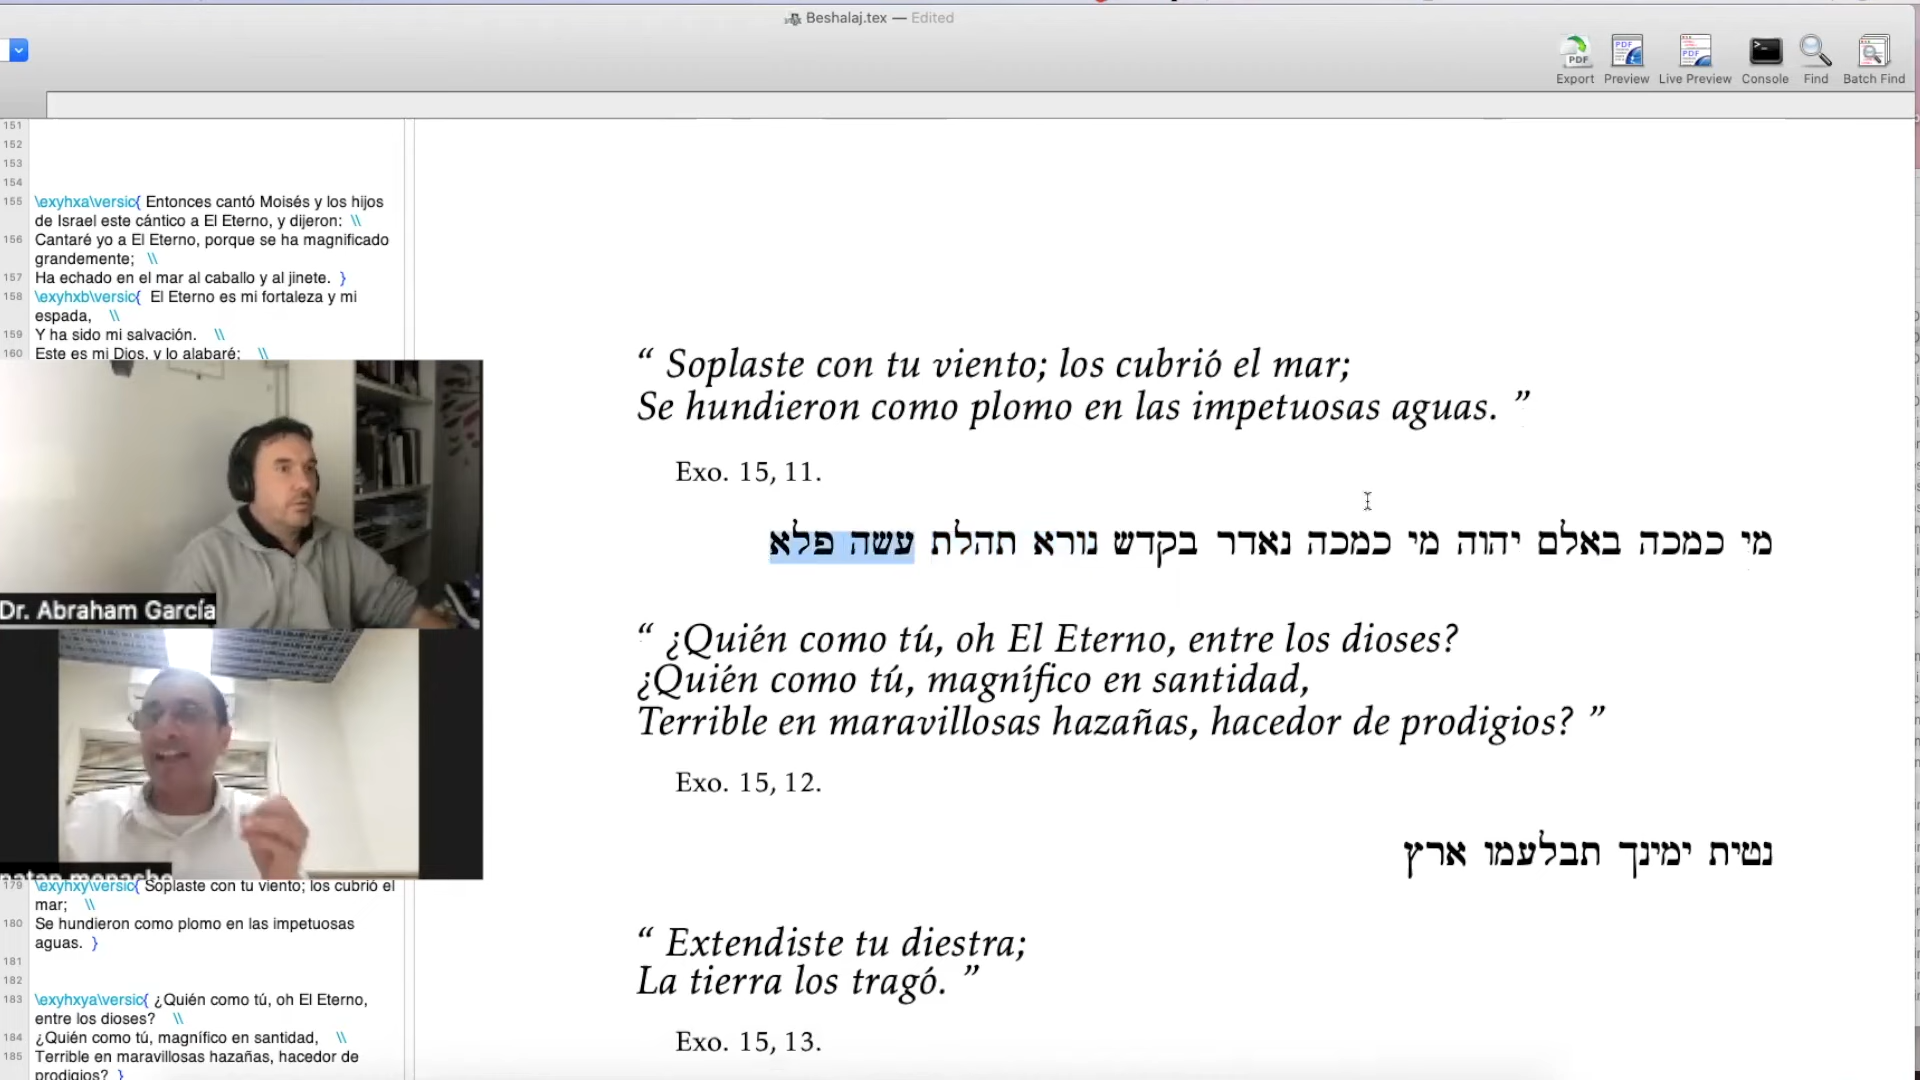 Beshalaj.tex — Edited
Export Preview Live Preview Console Find Batch Find
151
152
153
154
155 \exyhxa\versic{ Entonces cantó Moisés y los hijos
de Israel este cántico a El Eterno, y dijeron: \\
156 Cantaré yo a El Eterno, porque se ha magnificado
grandemente; \\
157 Ha echado en el mar al caballo y al jinete. }
158 \exyhxb\versic{ El Eterno es mi fortaleza y mi
espada, \\
159 Y ha sido mi salvación. \\
160 Este es mi Dios, y lo alabaré; \\
Dr. Abraham García
179 \exyhxy\versic{ Soplaste con tu viento; los cubrió el
mar; \\
180 Se hundieron como plomo en las impetuosas
aguas. }
181
182
183 \exyhxya\versic{ ¿Quién como tú, oh El Eterno,
entre los dioses? \\
184 ¿Quién como tú, magnífico en santidad, \\
185 Terrible en maravillosas hazañas, hacedor de
prodigios? }
“ Soplaste con tu viento; los cubrió el mar;
Se hundieron como plomo en las impetuosas aguas. ”
Exo. 15, 11.
מי כמכה באלם יהוה מי כמכה נאדר בקדש נורא תהלת עשה פלא
“ ¿Quién como tú, oh El Eterno, entre los dioses?
¿Quién como tú, magnífico en santidad,
Terrible en maravillosas hazañas, hacedor de prodigios? ”
Exo. 15, 12.
נטית ימינך תבלעמו ארץ
“ Extendiste tu diestra;
La tierra los tragó. ”
Exo. 15, 13.